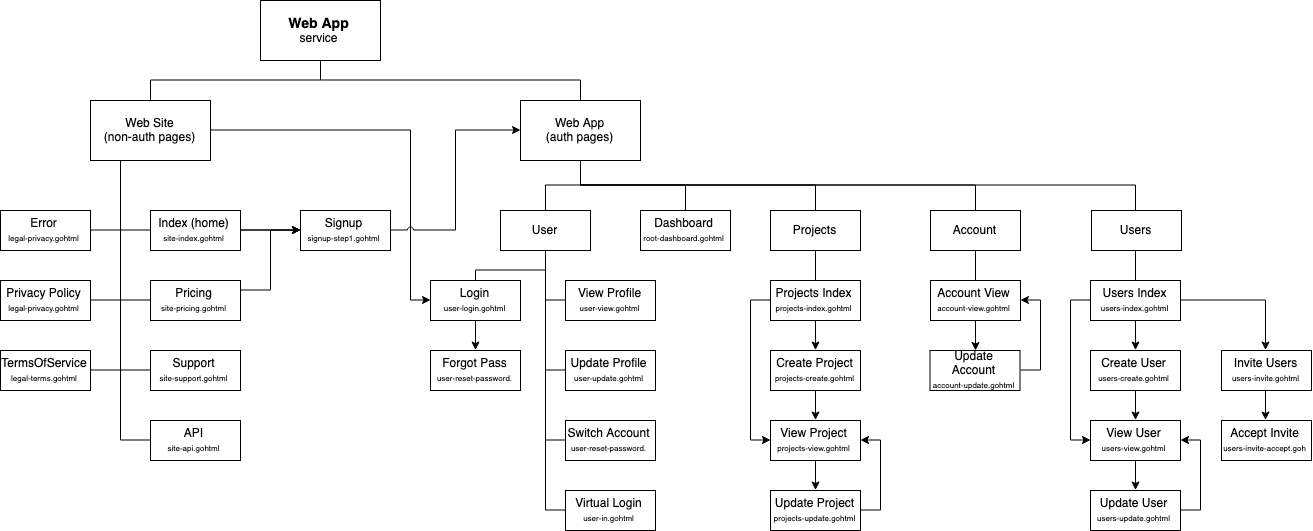 Web App
service
Web Site
(non-auth pages)
Web App
(auth pages)
Error
legal-privacy.gohtml
Index (home)
site-index.gohtml
Signup
signup-step1.gohtml
User
Dashboard
root-dashboard.gohtml
Projects
Account
Users
Privacy Policy
legal-privacy.gohtml
Pricing
site-pricing.gohtml
Login
user-login.gohtml
View Profile
user-view.gohtml
Projects Index
projects-index.gohtml
Account View
account-view.gohtml
Users Index
users-index.gohtml
TermsOfService
legal-terms.gohtml
Support
site-support.gohtml
Forgot Pass
user-reset-password.
Update Profile
user-update.gohtml
Create Project
projects-create.gohtml
Update
Account
account-update.gohtml
Create User
users-create.gohtml
Invite Users
users-invite.gohtml
API
site-api.gohtml
Switch Account
user-reset-password.
View Project
projects-view.gohtml
View User
users-view.gohtml
Accept Invite
users-invite-accept.goh
Virtual Login
user-in.gohtml
Update Project
projects-update.gohtml
Update User
users-update.gohtml